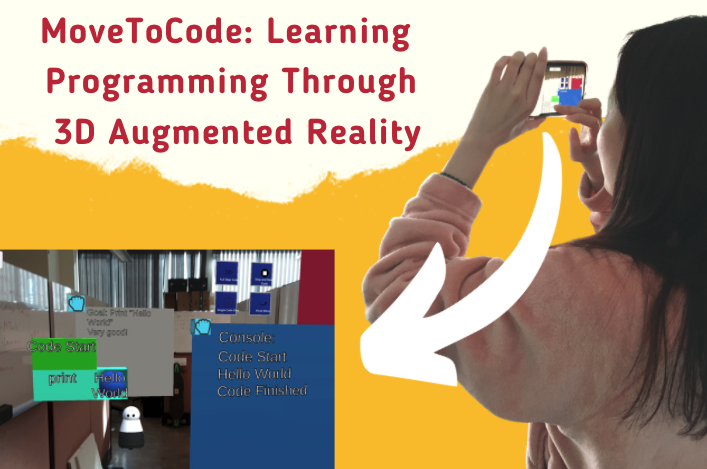 MoveToCode: Learning
Programming Through
3D Augmented Reality
Goal: Print "Hello
World"
Very good!
Code Start
print
Hello
World
Console:
Code Start
Hello World
Code Finished